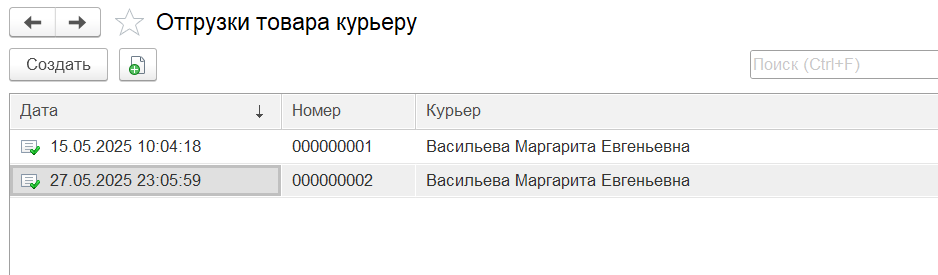 Отгрузки товара курьеру
Создать
Поиск (Ctrl+F)
Дата ↓ Номер Курьер
15.05.2025 10:04:18 000000001 Васильева Маргарита Евгеньевна
27.05.2025 23:05:59 000000002 Васильева Маргарита Евгеньевна